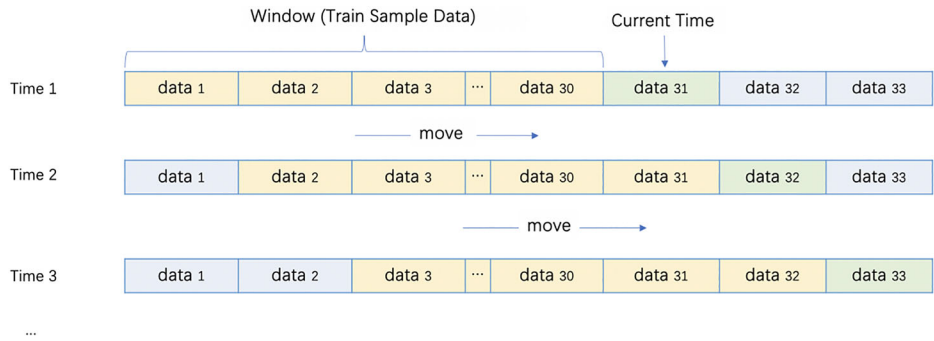 Window (Train Sample Data)
Current Time
Time 1 data 1 data 2 data 3 ... data 30 data 31 data 32 data 33
move
Time 2 data 1 data 2 data 3 ... data 30 data 31 data 32 data 33
move
Time 3 data 1 data 2 data 3 ... data 30 data 31 data 32 data 33
...